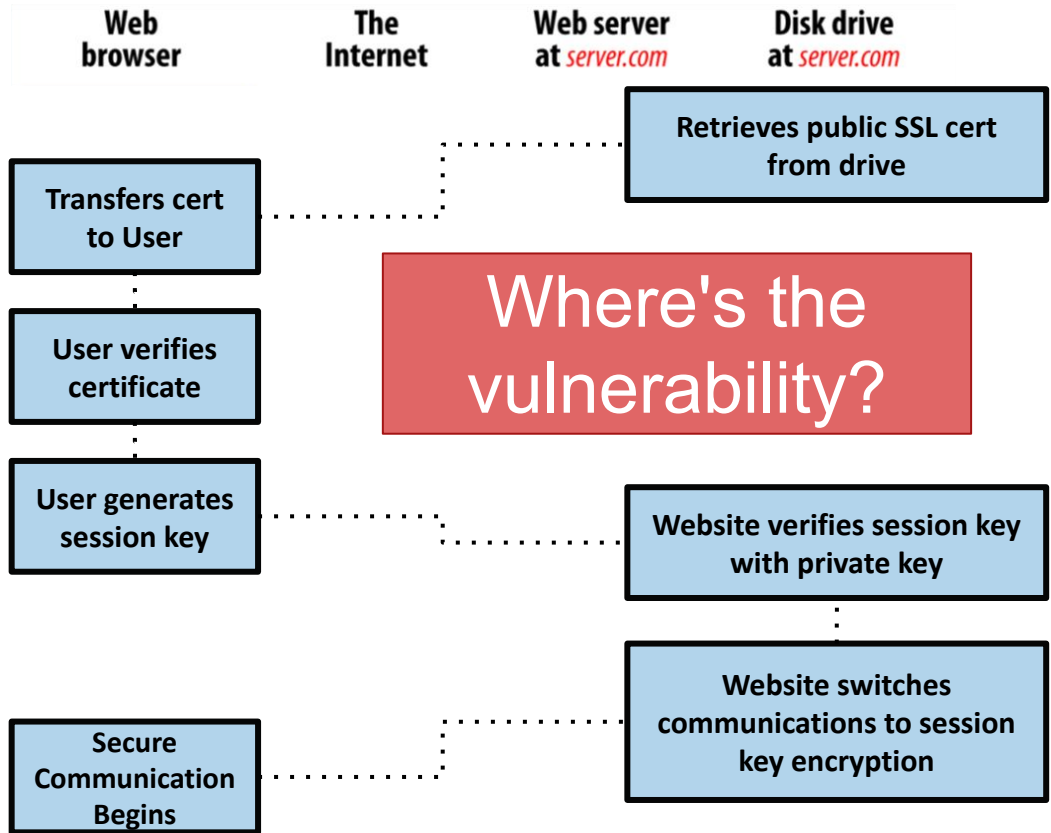 Web
browser
The
Internet
Web server
at server.com
Disk drive
at server.com
Retrieves public SSL cert
from drive
Transfers cert
to User
Where's the
vulnerability?
User verifies
certificate
User generates
session key
Website verifies session key
with private key
Website switches
communications to session
key encryption
Secure
Communication
Begins